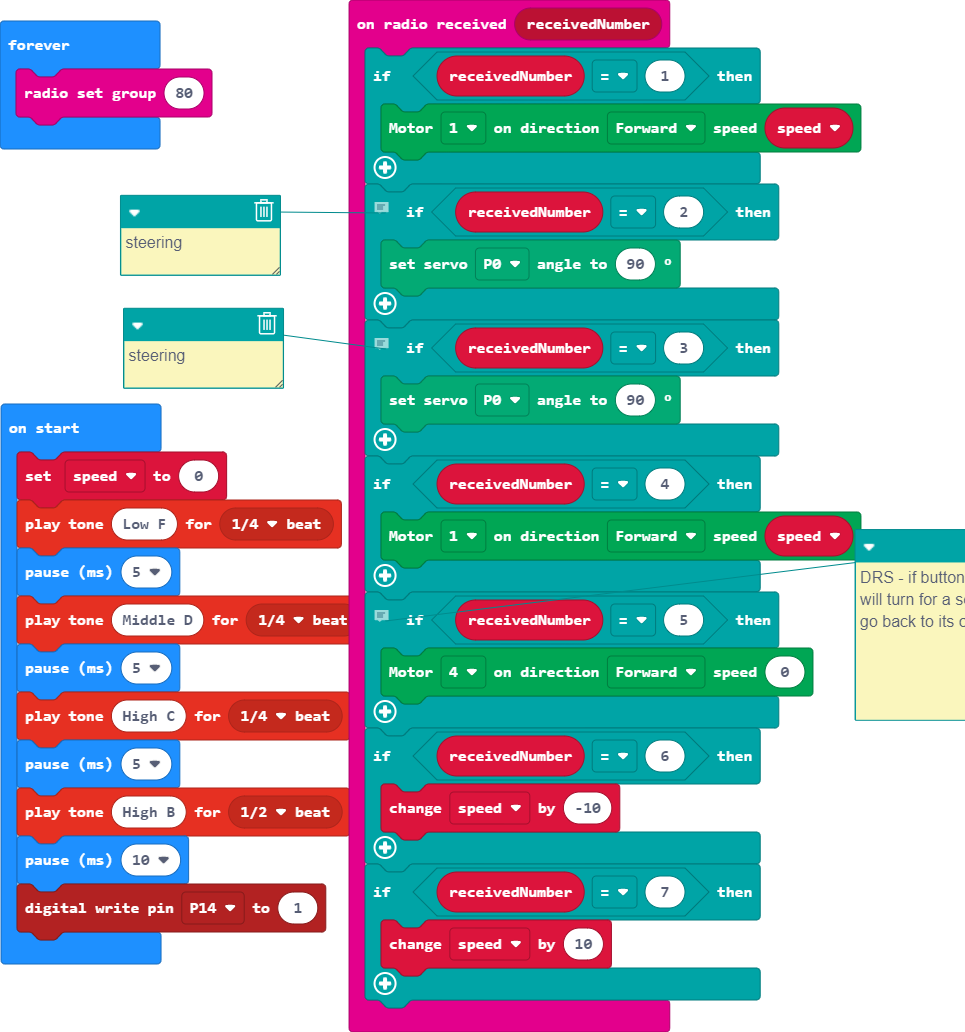 forever
radio set group 80
steering
steering
on start
set speed to 0
play tone Low F for 1/4 beat
pause (ms) 5
play tone Middle D for 1/4 beat
pause (ms) 5
play tone High C for 1/4 beat
pause (ms) 5
play tone High B for 1/2 beat
pause (ms) 10
digital write pin P14 to 1
on radio received receivedNumber
if receivedNumber = 1 then
Motor 1 on direction Forward speed speed
if receivedNumber = 2 then
set servo P0 angle to 90 °
if receivedNumber = 3 then
set servo P0 angle to 90 °
if receivedNumber = 4 then
Motor 1 on direction Forward speed speed
if receivedNumber = 5 then
Motor 4 on direction Forward speed 0
if receivedNumber = 6 then
change speed by -10
if receivedNumber = 7 then
change speed by 10
DRS - if button
will turn for a
go back to its